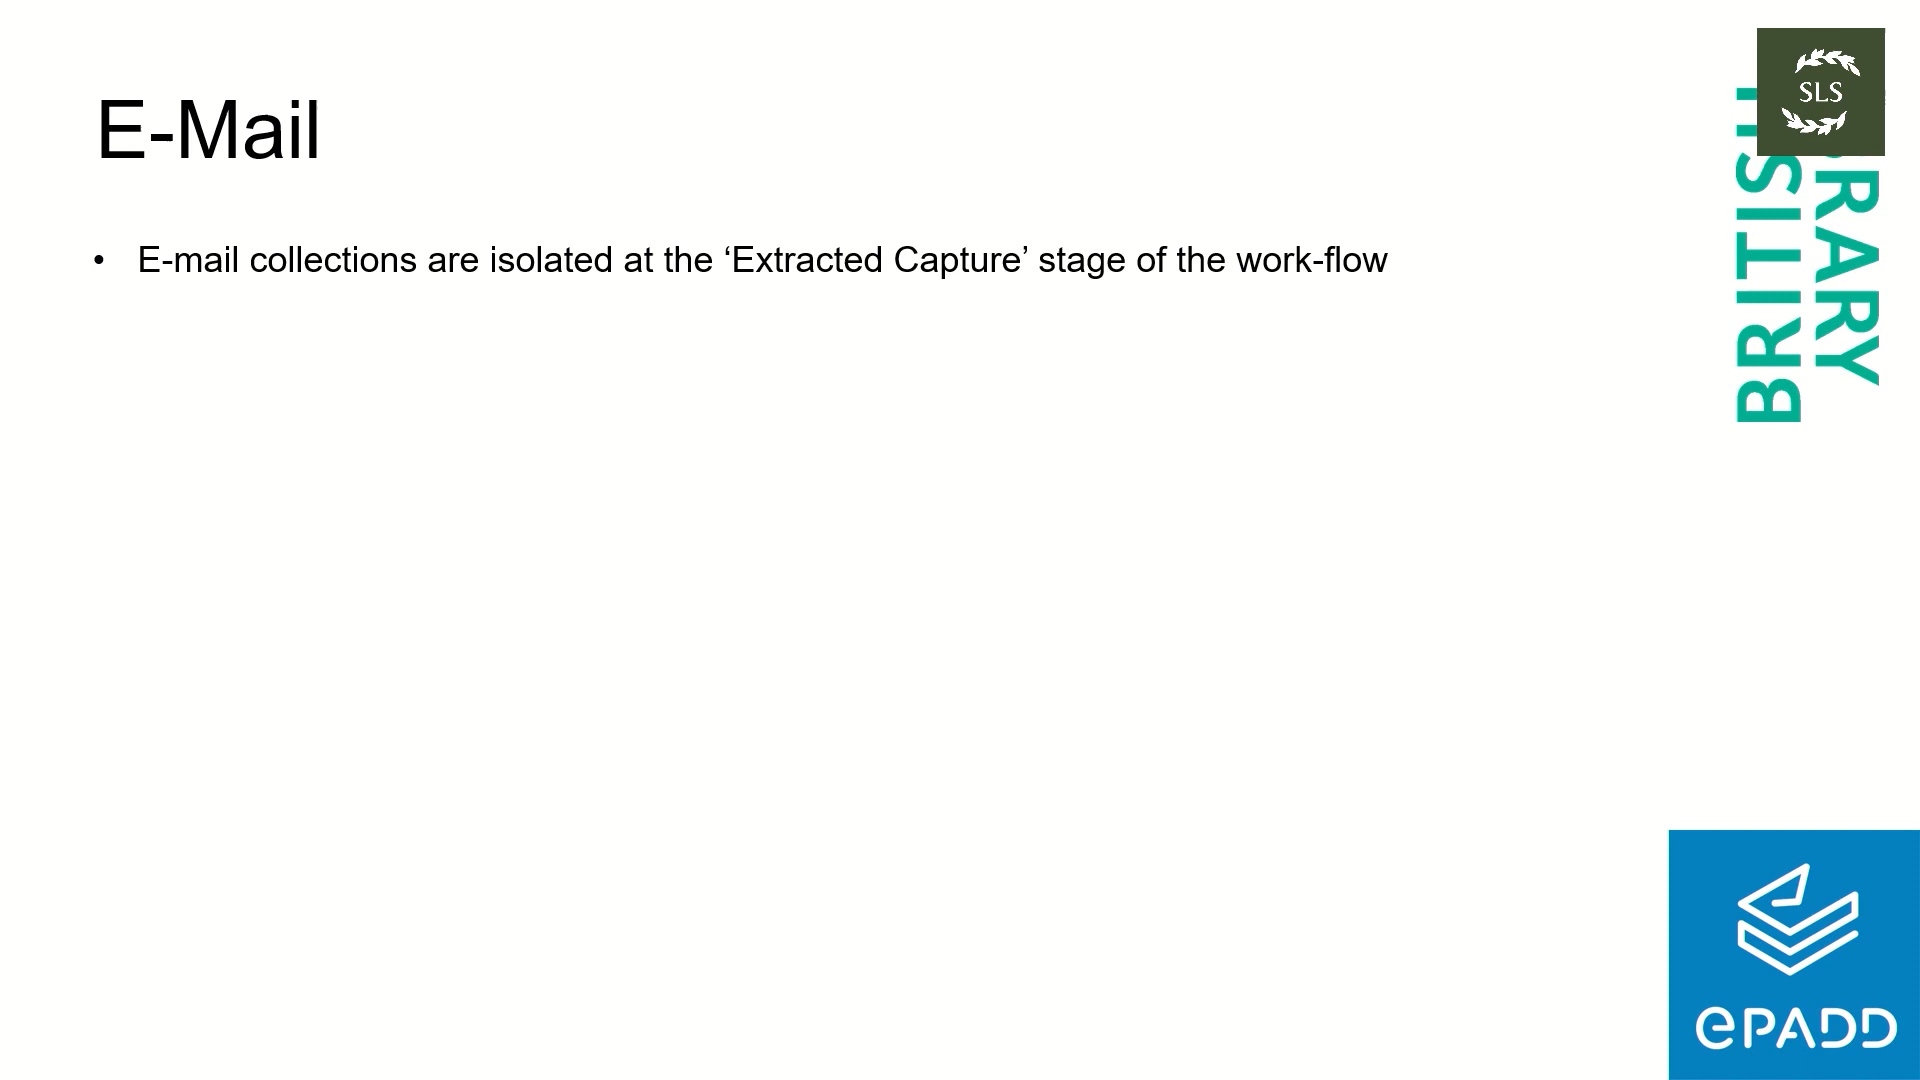 E-Mail
• E-mail collections are isolated at the ‘Extracted Capture’ stage of the work-flow
SLS
BRITISH
RARY
ePADD